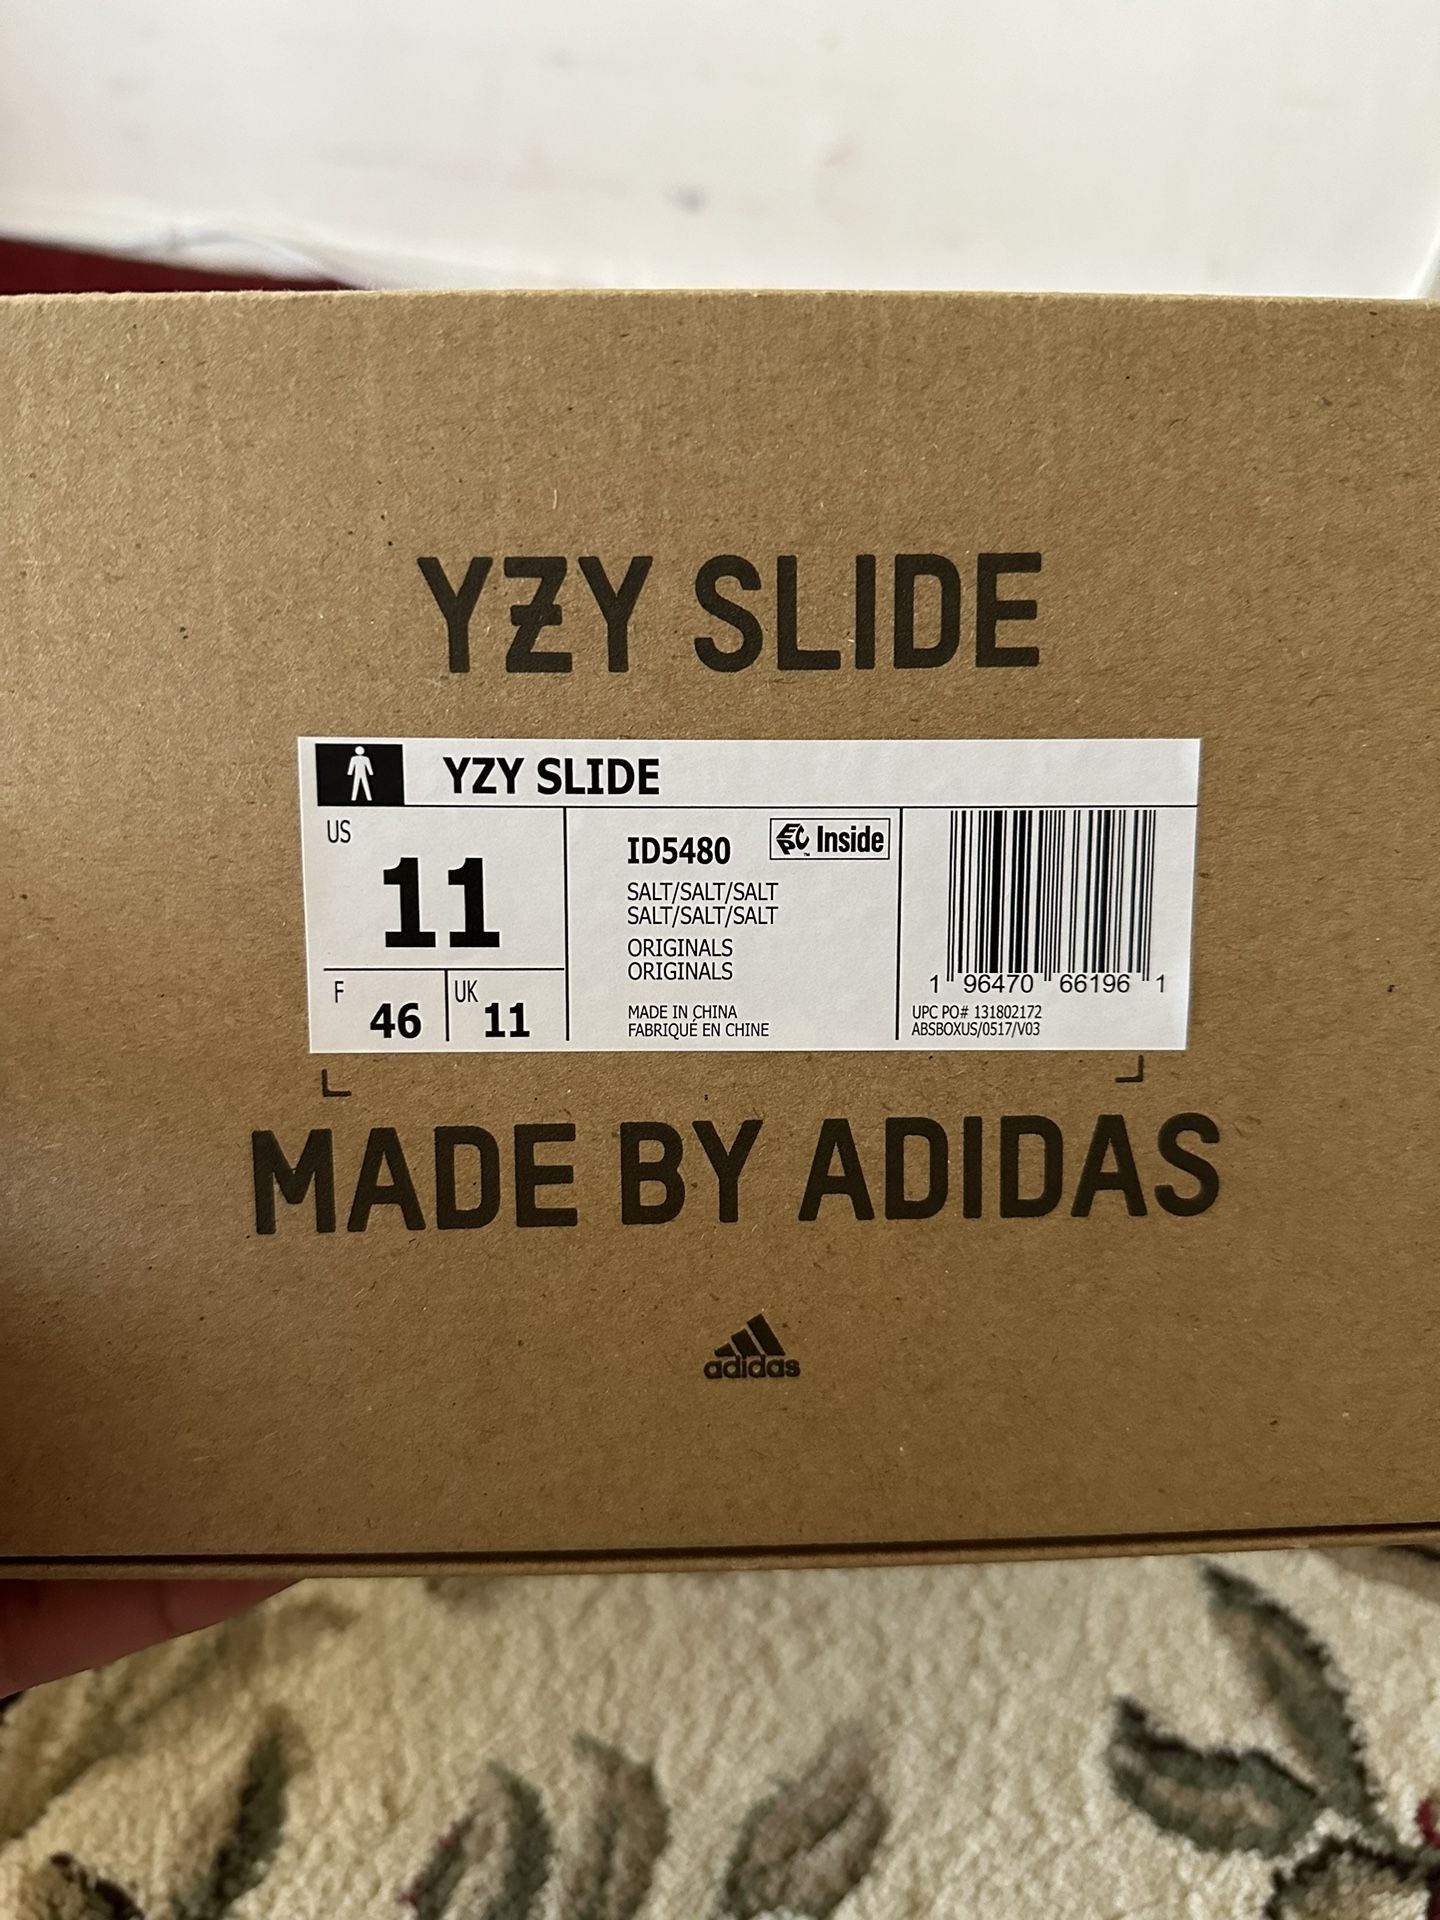 YZY SLIDE
YZY SLIDE
US
11
F
46
UK
11
ID5480
EPC Inside
™
SALT/SALT/SALT
SALT/SALT/SALT
ORIGINALS
ORIGINALS
MADE IN CHINA
FABRIQUÉ EN CHINE
1 96470 66196 1
UPC PO# 131802172
ABSBOXUS/0517/V03
MADE BY ADIDAS
adidas